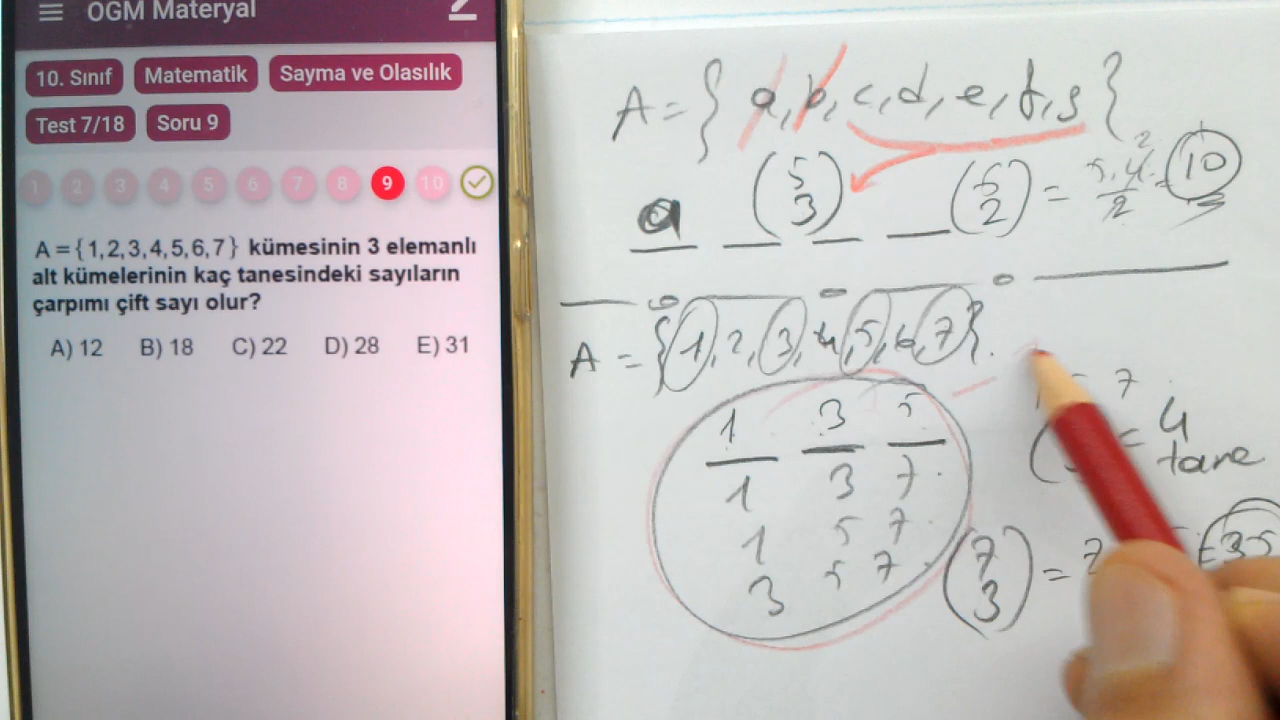 OGM Materyal
10. Sınıf Matematik Sayma ve Olasılık
Test 7/18 Soru 9
1 2 3 4 5 6 7 8 9 10
A = {1, 2, 3, 4, 5, 6, 7} kümesinin 3 elemanlı
alt kümelerinin kaç tanesindeki sayıların
çarpımı çift sayı olur?
A) 12 B) 18 C) 22 D) 28 E) 31
A = { a, b, c, d, e, f, g }
(5 3) (5 2) = 5.4/2 = 10
a
A = {1, 2, 3, 4, 5, 6, 7}.
1 3 5
1 3 7
1 5 7
3 5 7
= 4
tane
(7 3) = 7
= 35